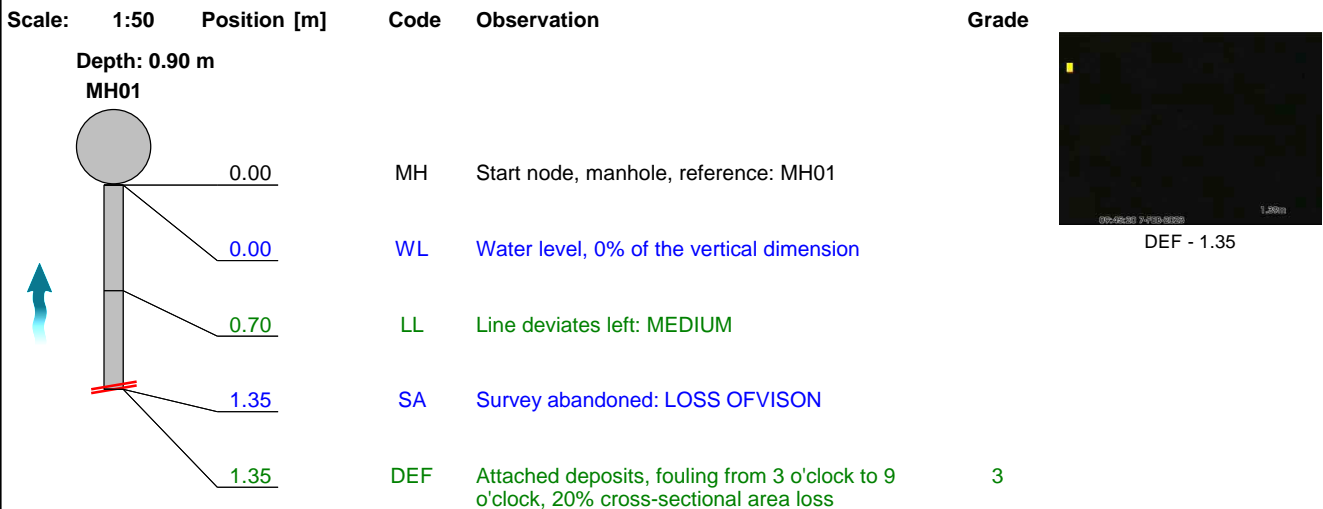 Scale: 1:50 Position [m] Code Observation Grade
Depth: 0.90 m
MH01
0.00 MH Start node, manhole, reference: MH01
0.00 WL Water level, 0% of the vertical dimension
0.70 LL Line deviates left: MEDIUM
1.35 SA Survey abandoned: LOSS OFVISON
1.35 DEF Attached deposits, fouling from 3 o'clock to 9 3
o'clock, 20% cross-sectional area loss
DEF - 1.35